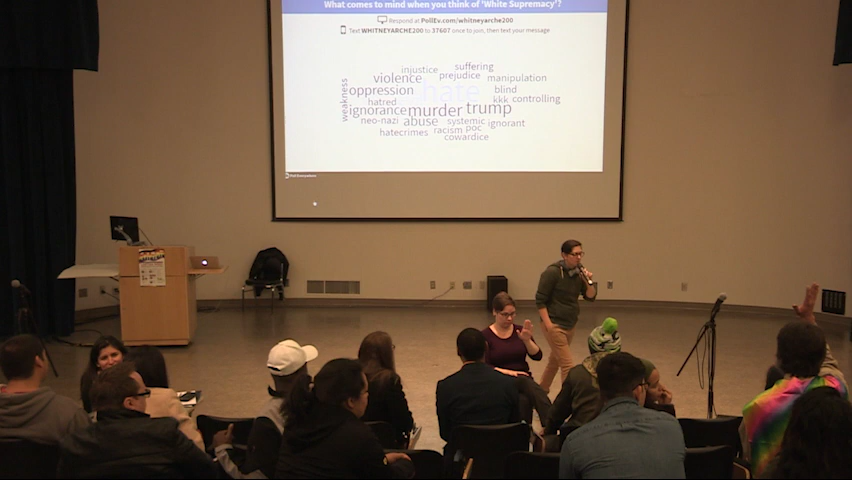 What comes to mind when you think of 'White Supremacy'?
Respond at PollEv.com/whitneyarche200
Text WHITNEYARCHE200 to 37607 once to join, then text your message
injustice suffering
violence prejudice manipulation
weakness oppression hate blind
hatred kkk controlling
ignorance murder trump
neo-nazi abuse systemic ignorant
hatecrimes racism poc
cowardice
Poll Everywhere